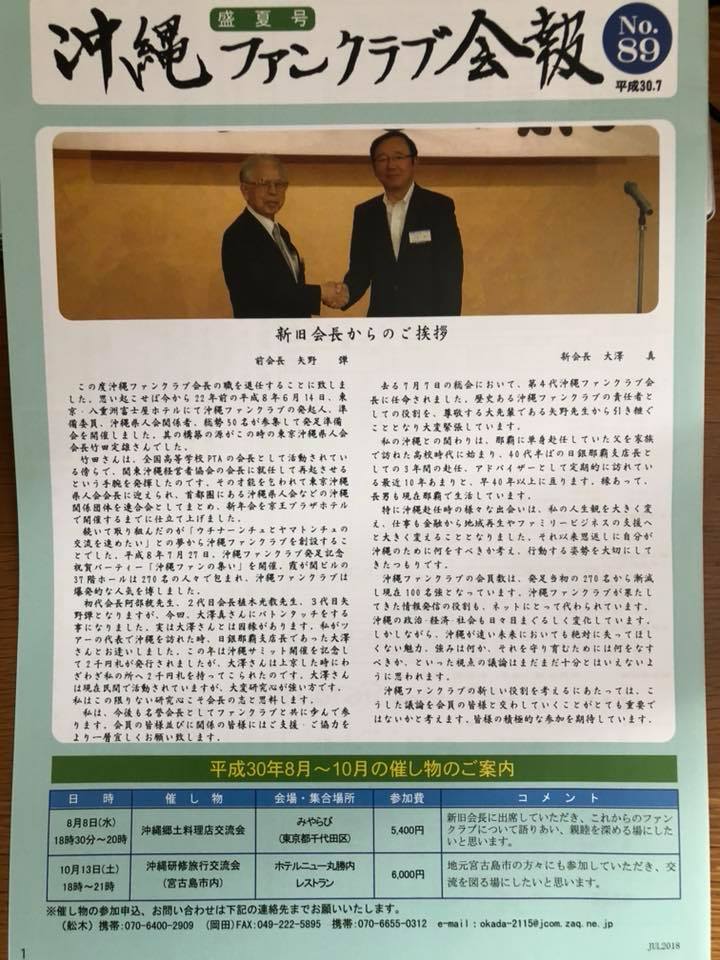 盛夏号
沖縄ファンクラブ会報
No.
89
平成30.7
新旧会長からのご挨拶
前会長 矢野 弾
この度沖縄ファンクラブ会長の職を退任することに致しま
した。思い起こせば今から22年前の平成8年6月14日、東
京・八重洲富士屋ホテルにて沖縄ファンクラブの発起人、準
備委員、沖縄県人会関係者、総勢50名が参集して発足準備
会を開催しました。其の構築の源がこの時の東京沖縄県人会
会長竹田定雄さんでした。
竹田さんは、全国高等学校PTAの会長として活動されてい
る傍らで、関東沖縄経営者協会の会長に就任して再起させる
という手腕を発揮したのです。その才能を包われて東京沖縄
県人会会長に迎えられ、首都圏にある沖縄県人会などの沖縄
関係団体を連合会としてまとめ、新年会を京王プラザホテル
で開催するまでに仕立て上げました。
続いて取り組んだのが「ウチナーンチュとヤマトンチュの
交流を進めたい」との夢から沖縄ファンクラブを創設するこ
とでした。平成8年7月27日、沖縄ファンクラブ発足記念
祝賀パーティー「沖縄ファンの集い」を開催。霞が関ビルの
37階ホールは270名の人々で包まれ、沖縄ファンクラブは
爆発的な人気を博しました。
初代会長阿部統先生、2代目会長植木光教先生、3代目矢
野弾となりますが、今回、大澤真さんにバトンタッチをする
事になりました。実は大澤さんとは因縁があります。私がツ
アーの代表で沖縄を訪れた時、日銀那覇支店長であった大澤
さんとお逢いしました。この年は沖縄サミット開催を記念し
て2千円札が発行されましたが、大澤さんは上京した時にわ
ざわざ私の所へ2千円札を持ってこられたのです。大澤さん
は現在民間で活動されていますが、大変研究心が強い方です。
私はこの限りない研究心こそ会長の志と思料します。
私は、今後も名誉会長としてファンクラブと共に歩んで参
ります。会員の皆様並びに関係の皆様にはご支援・ご協力を
より一層宜しくお願い致します。
新会長 大澤 真
去る7月7日の総会において、第4代沖縄ファンクラブ会
長に任命されました。歴史ある沖縄ファンクラブの責任者と
しての役割を、尊敬する大先輩である矢野先生から引き継ぐ
こととなり大変緊張しています。
私の沖縄との関わりは、那覇に単身赴任していた父を家族
で訪ねた高校時代に始まり、40代半ばの日銀那覇支店長と
しての3年間の赴任、アドバイザーとして定期的に訪れてい
る最近10年あまりと、早40年以上に亘ります。縁あって、
長男も現在那覇で生活しています。
特に沖縄赴任時の様々な出会いは、私の人生観を大きく変
え、仕事も金融から地域再生やファミリービジネスの支援へ
と大きく変えることとなりました。それ以来恩返しに自分が
沖縄のために何をすべきか考え、行動する姿勢を大切にして
きたつもりです。
沖縄ファンクラブの会員数は、発足当初の270名から漸減
し現在100名強となっています。沖縄ファンクラブが果たし
てきた情報発信の役割も、ネットにとって代わられています。
沖縄の政治・経済・社会も日々目まぐるしく変化しています。
しかしながら、沖縄が遠い未来においても絶対に失ってほし
くない魅力、強みは何か、それを守り育むためには何をなす
べきか、といった視点の議論はまだまだ十分とはいえないよ
うに思われます。
沖縄ファンクラブの新しい役割を考えるにあたっては、こ
うした議論を会員の皆様と交わしていくことがとても重要で
はないかと考えます。皆様の積極的な参加を期待しています。
平成30年8月～10月の催し物のご案内
日 時 催 し 物 会場・集合場所 参加費 コ メ ン ト
8月8日(水)
18時30分～20時
沖縄郷土料理店交流会
みやらび
(東京都千代田区)
5,400円
新旧会長に出席していただき、これからのファン
クラブについて語りあい、親睦を深める場にした
いと思います。
10月13日(土)
18時～21時
沖縄研修旅行交流会
(宮古島市内)
ホテルニュー丸勝内
レストラン
6,000円
地元宮古島市の方々にも参加していただき、交
流を図る場にしたいと思います。
※催し物の参加申込、お問い合わせは下記の連絡先までお願いいたします。
(舩木)携帯:070-6400-2909 (岡田)FAX:049-222-5895 携帯:070-6655-0312 e-mail:okada-2115@jcom.zaq.ne.jp
1
JUL2018